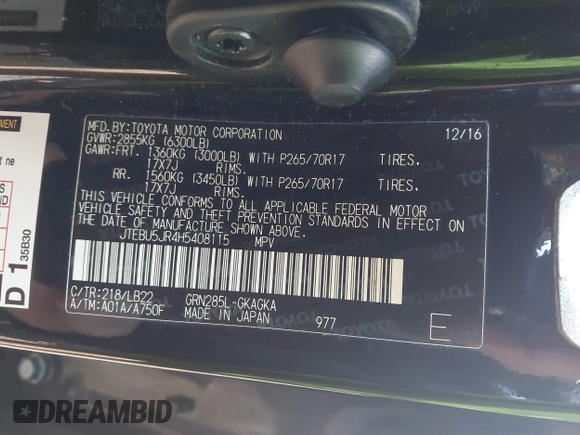 MFD.BY:TOYOTA MOTOR CORPORATION 12/16
GVWR:2855KG (6300LB)
GAWR:FRT. 1360KG (3000LB) WITH P265/70R17 TIRES,
17X7J RIMS.
RR. 1560KG (3450LB) WITH P265/70R17 TIRES,
17X7J RIMS.
THIS VEHICLE CONFORMS TO ALL APPLICABLE FEDERAL MOTOR
VEHICLE SAFETY AND THEFT PREVENTION STANDARDS IN EFFECT ON
THE DATE OF MANUFACTURE SHOWN ABOVE.
JTEBU5JR4H5408115 MPV
C/TR:218/LB22 GRN285L-GKAGKA
A/TM:A01A/A750F MADE IN JAPAN 977 E
TOYOTA
t ne
D 1
35B30
DREAMBID